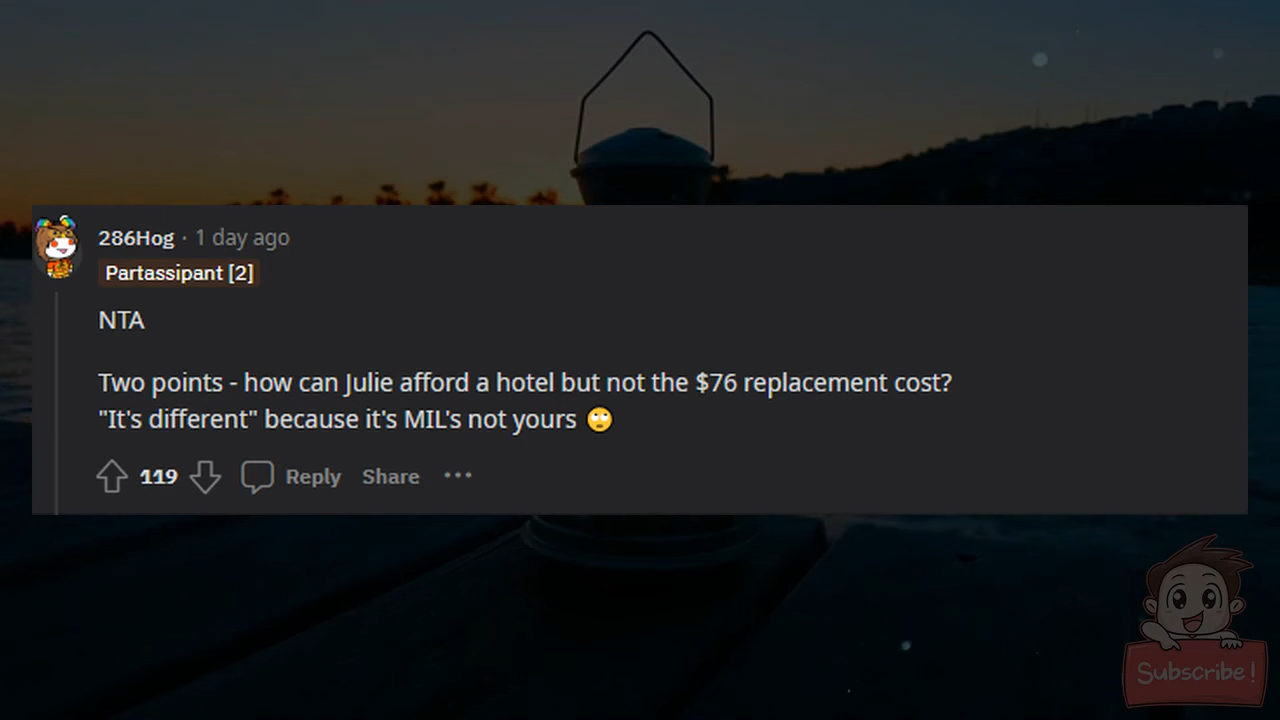 286Hog · 1 day ago
Partassipant [2]
NTA
Two points - how can Julie afford a hotel but not the $76 replacement cost?
"It's different" because it's MIL's not yours 🙄
119 Reply Share ···
Subscribe!